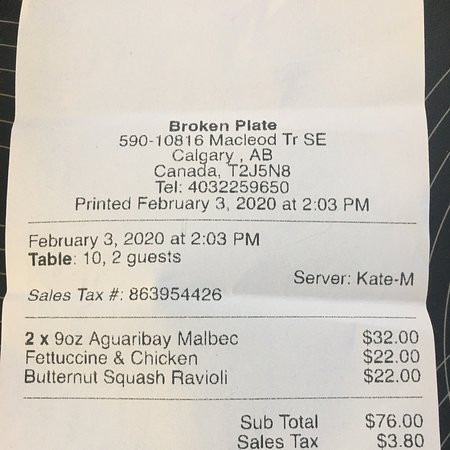 Broken Plate
590-10816 Macleod Tr SE
Calgary , AB
Canada, T2J5N8
Tel: 4032259650
Printed February 3, 2020 at 2:03 PM
February 3, 2020 at 2:03 PM
Table: 10, 2 guests
Server: Kate-M
Sales Tax #: 863954426
2 x 9oz Aguaribay Malbec $32.00
Fettuccine & Chicken $22.00
Butternut Squash Ravioli $22.00
Sub Total $76.00
Sales Tax $3.80